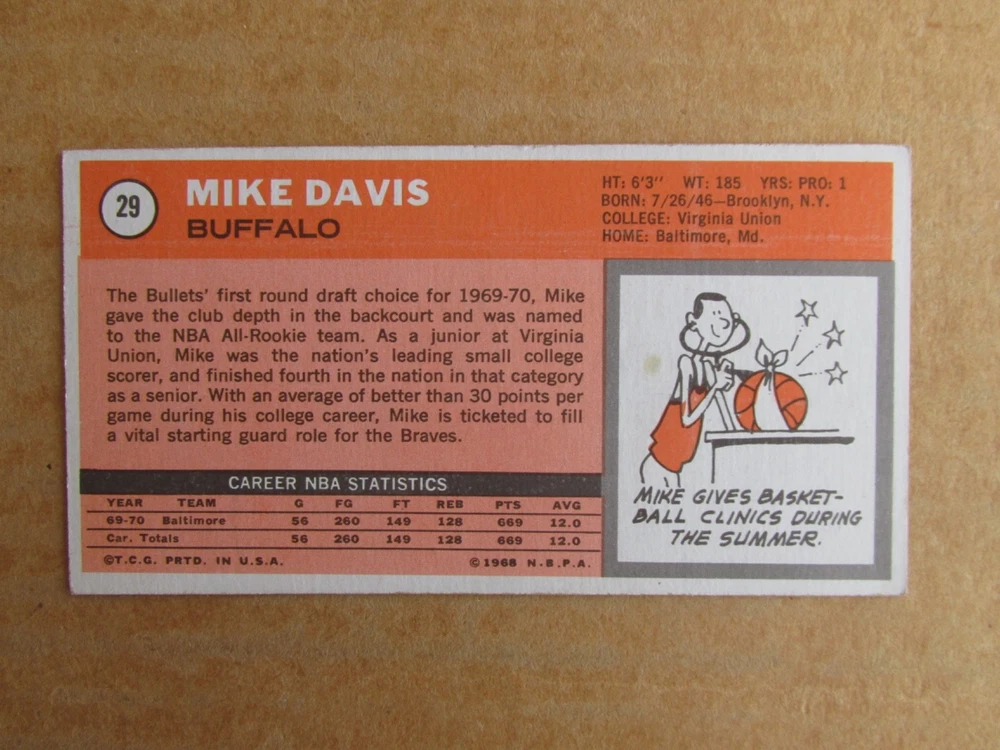 29
MIKE DAVIS
BUFFALO
HT: 6'3" WT: 185 YRS: PRO: 1
BORN: 7/26/46—Brooklyn, N.Y.
COLLEGE: Virginia Union
HOME: Baltimore, Md.
The Bullets' first round draft choice for 1969-70, Mike
gave the club depth in the backcourt and was named
to the NBA All-Rookie team. As a junior at Virginia
Union, Mike was the nation's leading small college
scorer, and finished fourth in the nation in that category
as a senior. With an average of better than 30 points per
game during his college career, Mike is ticketed to fill
a vital starting guard role for the Braves.
CAREER NBA STATISTICS
YEAR TEAM G FG FT REB PTS AVG
69-70 Baltimore 56 260 149 128 669 12.0
Car. Totals 56 260 149 128 669 12.0
©T.C.G. PRTD. IN U.S.A. ©1968 N.B.P.A.
MIKE GIVES BASKET-
BALL CLINICS DURING
THE SUMMER.